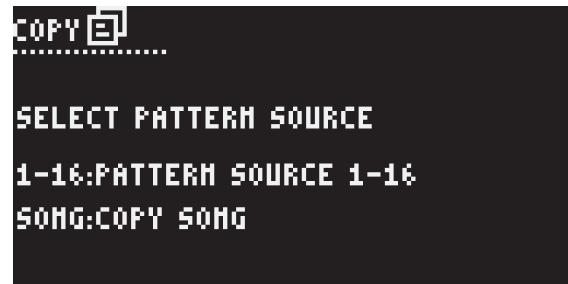 COPY
SELECT PATTERN SOURCE
1-16:PATTERN SOURCE 1-16
SONG:COPY SONG